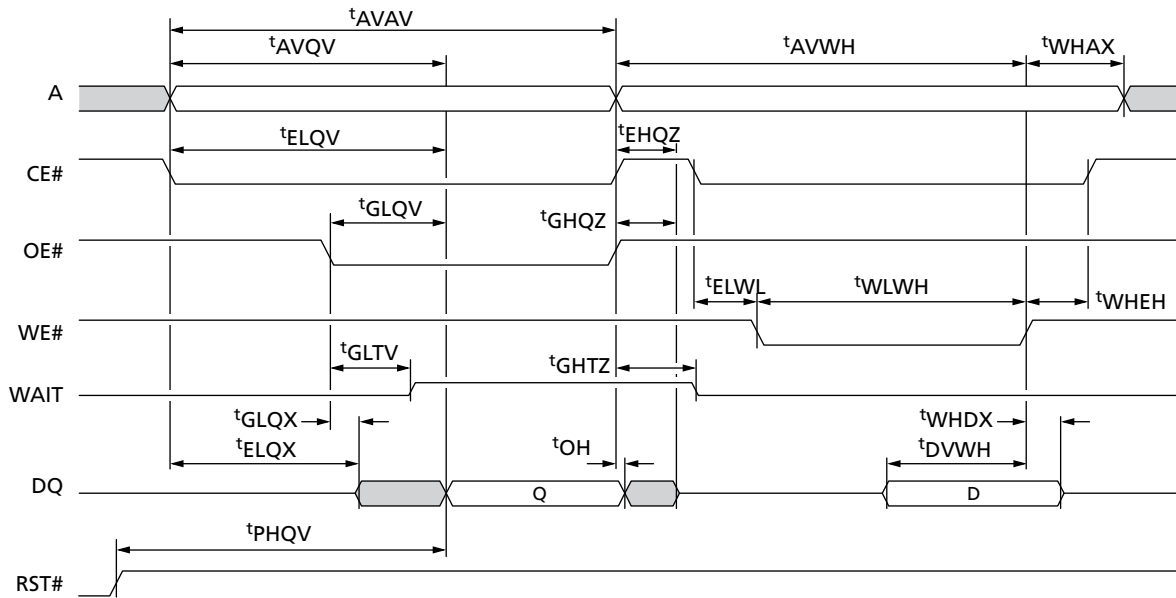 tAVAV
tAVQV
tAVWH
tWHAX
A
tELQV
tEHQZ
CE#
tGLQV
tGHQZ
OE#
tELWL
tWLWH
tWHEH
WE#
tGLTV
tGHTZ
WAIT
tGLQX
tWHDX
tELQX
tOH
tDVWH
DQ
Q
D
tPHQV
RST#